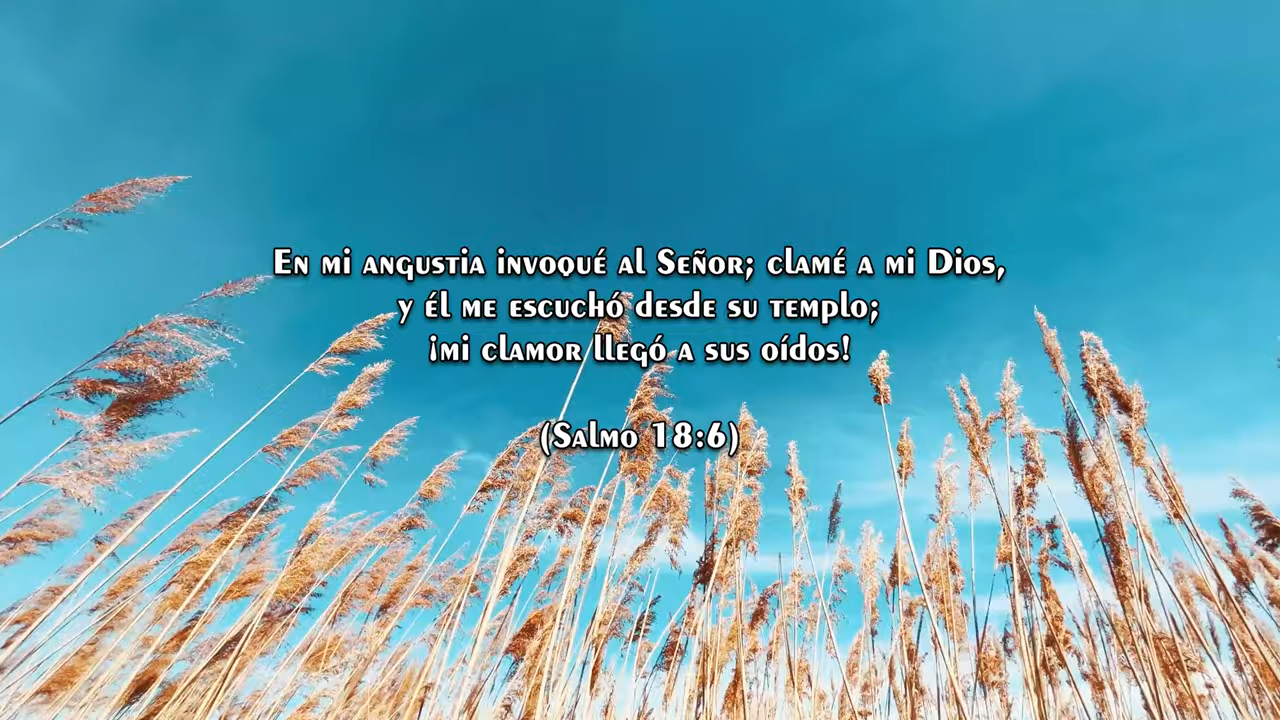 En mi angustia invoqué al Señor; clamé a mi Dios,
y él me escuchó desde su templo;
¡mi clamor llegó a sus oídos!
(Salmo 18:6)